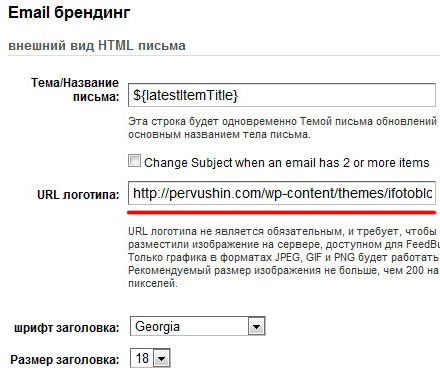 Email брендинг
внешний вид HTML письма
Тема/Название письма:
${latestItemTitle}
Эта строка будет одновременно Темой письма обновлений
основным названием тела письма.
Change Subject when an email has 2 or more items
URL логотипа:
http://pervushin.com/wp-content/themes/ifotoblo
URL логотипа не является обязательным, и требует, чтобы
разместили изображение на сервере, доступном для FeedBu
Только графика в форматах JPEG, GIF и PNG будет работать
Рекомендуемый размер изображения не больше, чем 200 на
пикселей.
шрифт заголовка:
Georgia
Размер заголовка:
18